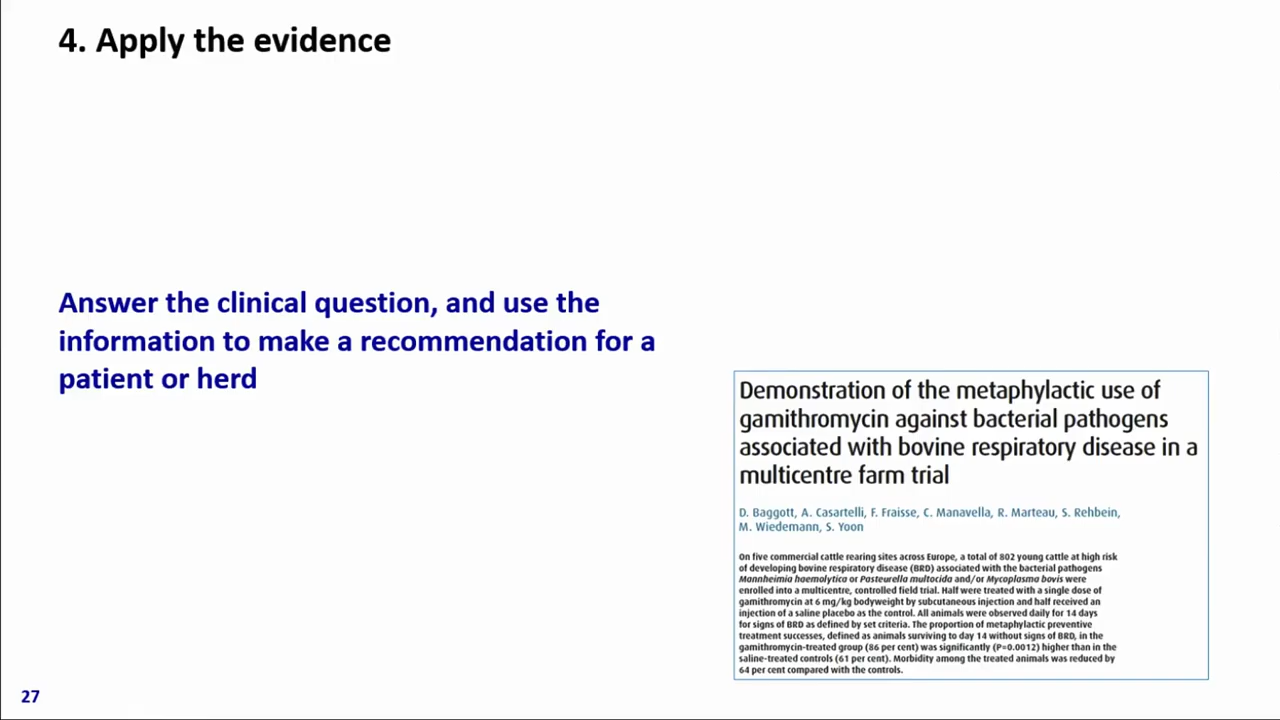 4. Apply the evidence
Answer the clinical question, and use the
information to make a recommendation for a
patient or herd
Demonstration of the metaphylactic use of
gamithromycin against bacterial pathogens
associated with bovine respiratory disease in a
multicentre farm trial
D. Baggott, A. Casartelli, F. Fraisse, C. Manavella, R. Marteau, S. Rehbein,
M. Wiedemann, S. Yoon
On five commercial cattle rearing sites across Europe, a total of 802 young cattle at high risk
of developing bovine respiratory disease (BRD) associated with the bacterial pathogens
Mannheimia haemolytica or Pasteurella multocida and/or Mycoplasma bovis were
enrolled into a multicentre, controlled field trial. Half were treated with a single dose of
gamithromycin at 6 mg/kg bodyweight by subcutaneous injection and half received an
injection of a saline placebo as the control. All animals were observed daily for 14 days
for signs of BRD as defined by set criteria. The proportion of metaphylactic preventive
treatment successes, defined as animals surviving to day 14 without signs of BRD, in the
gamithromycin-treated group (86 per cent) was significantly (P=0.0012) higher than in the
saline-treated controls (61 per cent). Morbidity among the treated animals was reduced by
64 per cent compared with the controls.
27